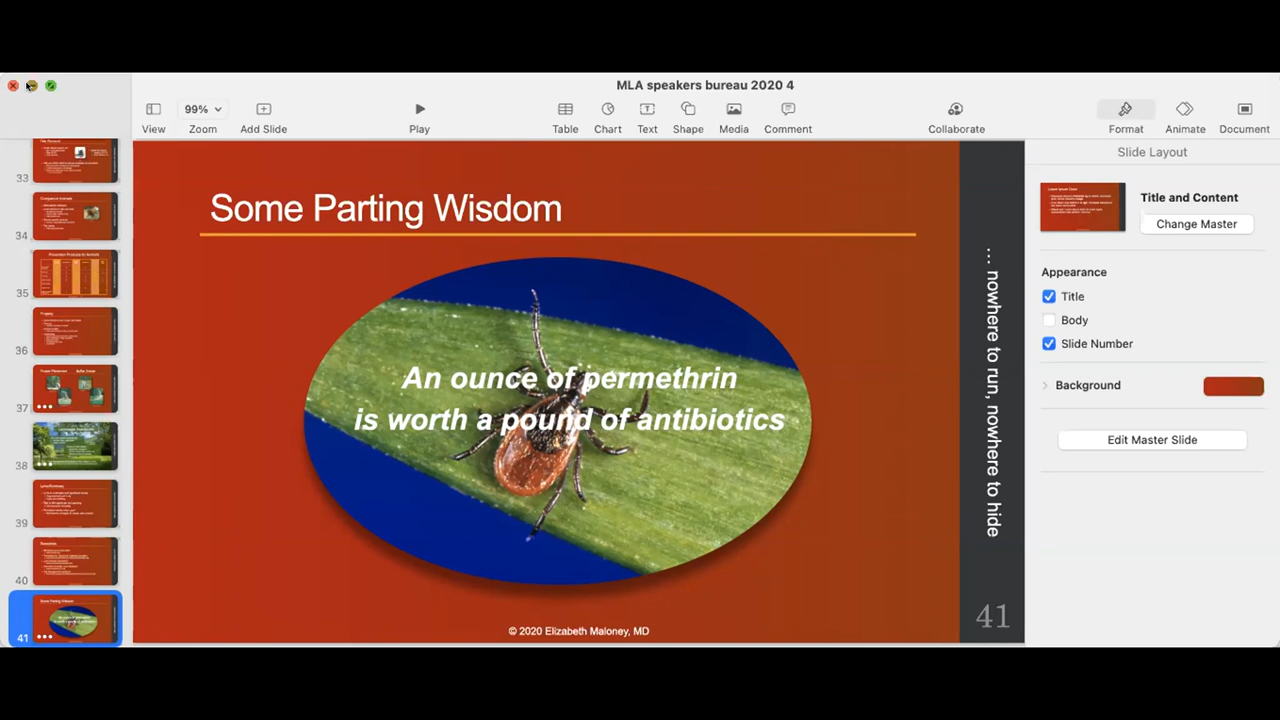 MLA speakers bureau 2020 4
View
99%
Zoom
Add Slide
Play
Table
Chart
Text
Shape
Media
Comment
Collaborate
Format
Animate
Document
33
34
35
36
37
38
39
40
41
Some Parting Wisdom
An ounce of permethrin
is worth a pound of antibiotics
© 2020 Elizabeth Maloney, MD
... nowhere to run, nowhere to hide
41
Slide Layout
Title and Content
Change Master
Appearance
Title
Body
Slide Number
Background
Edit Master Slide